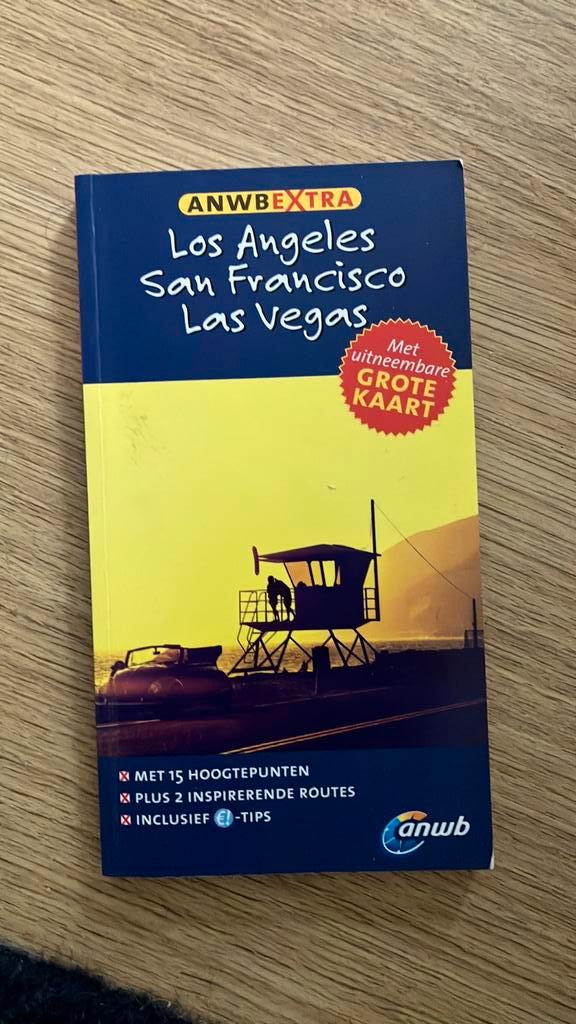 ANWBEXTRA
Los Angeles
San Francisco
Las Vegas
Met
uitneembare
GROTE
KAART
MET 15 HOOGTEPUNTEN
PLUS 2 INSPIRERENDE ROUTES
INCLUSIEF €!-TIPS
anwb